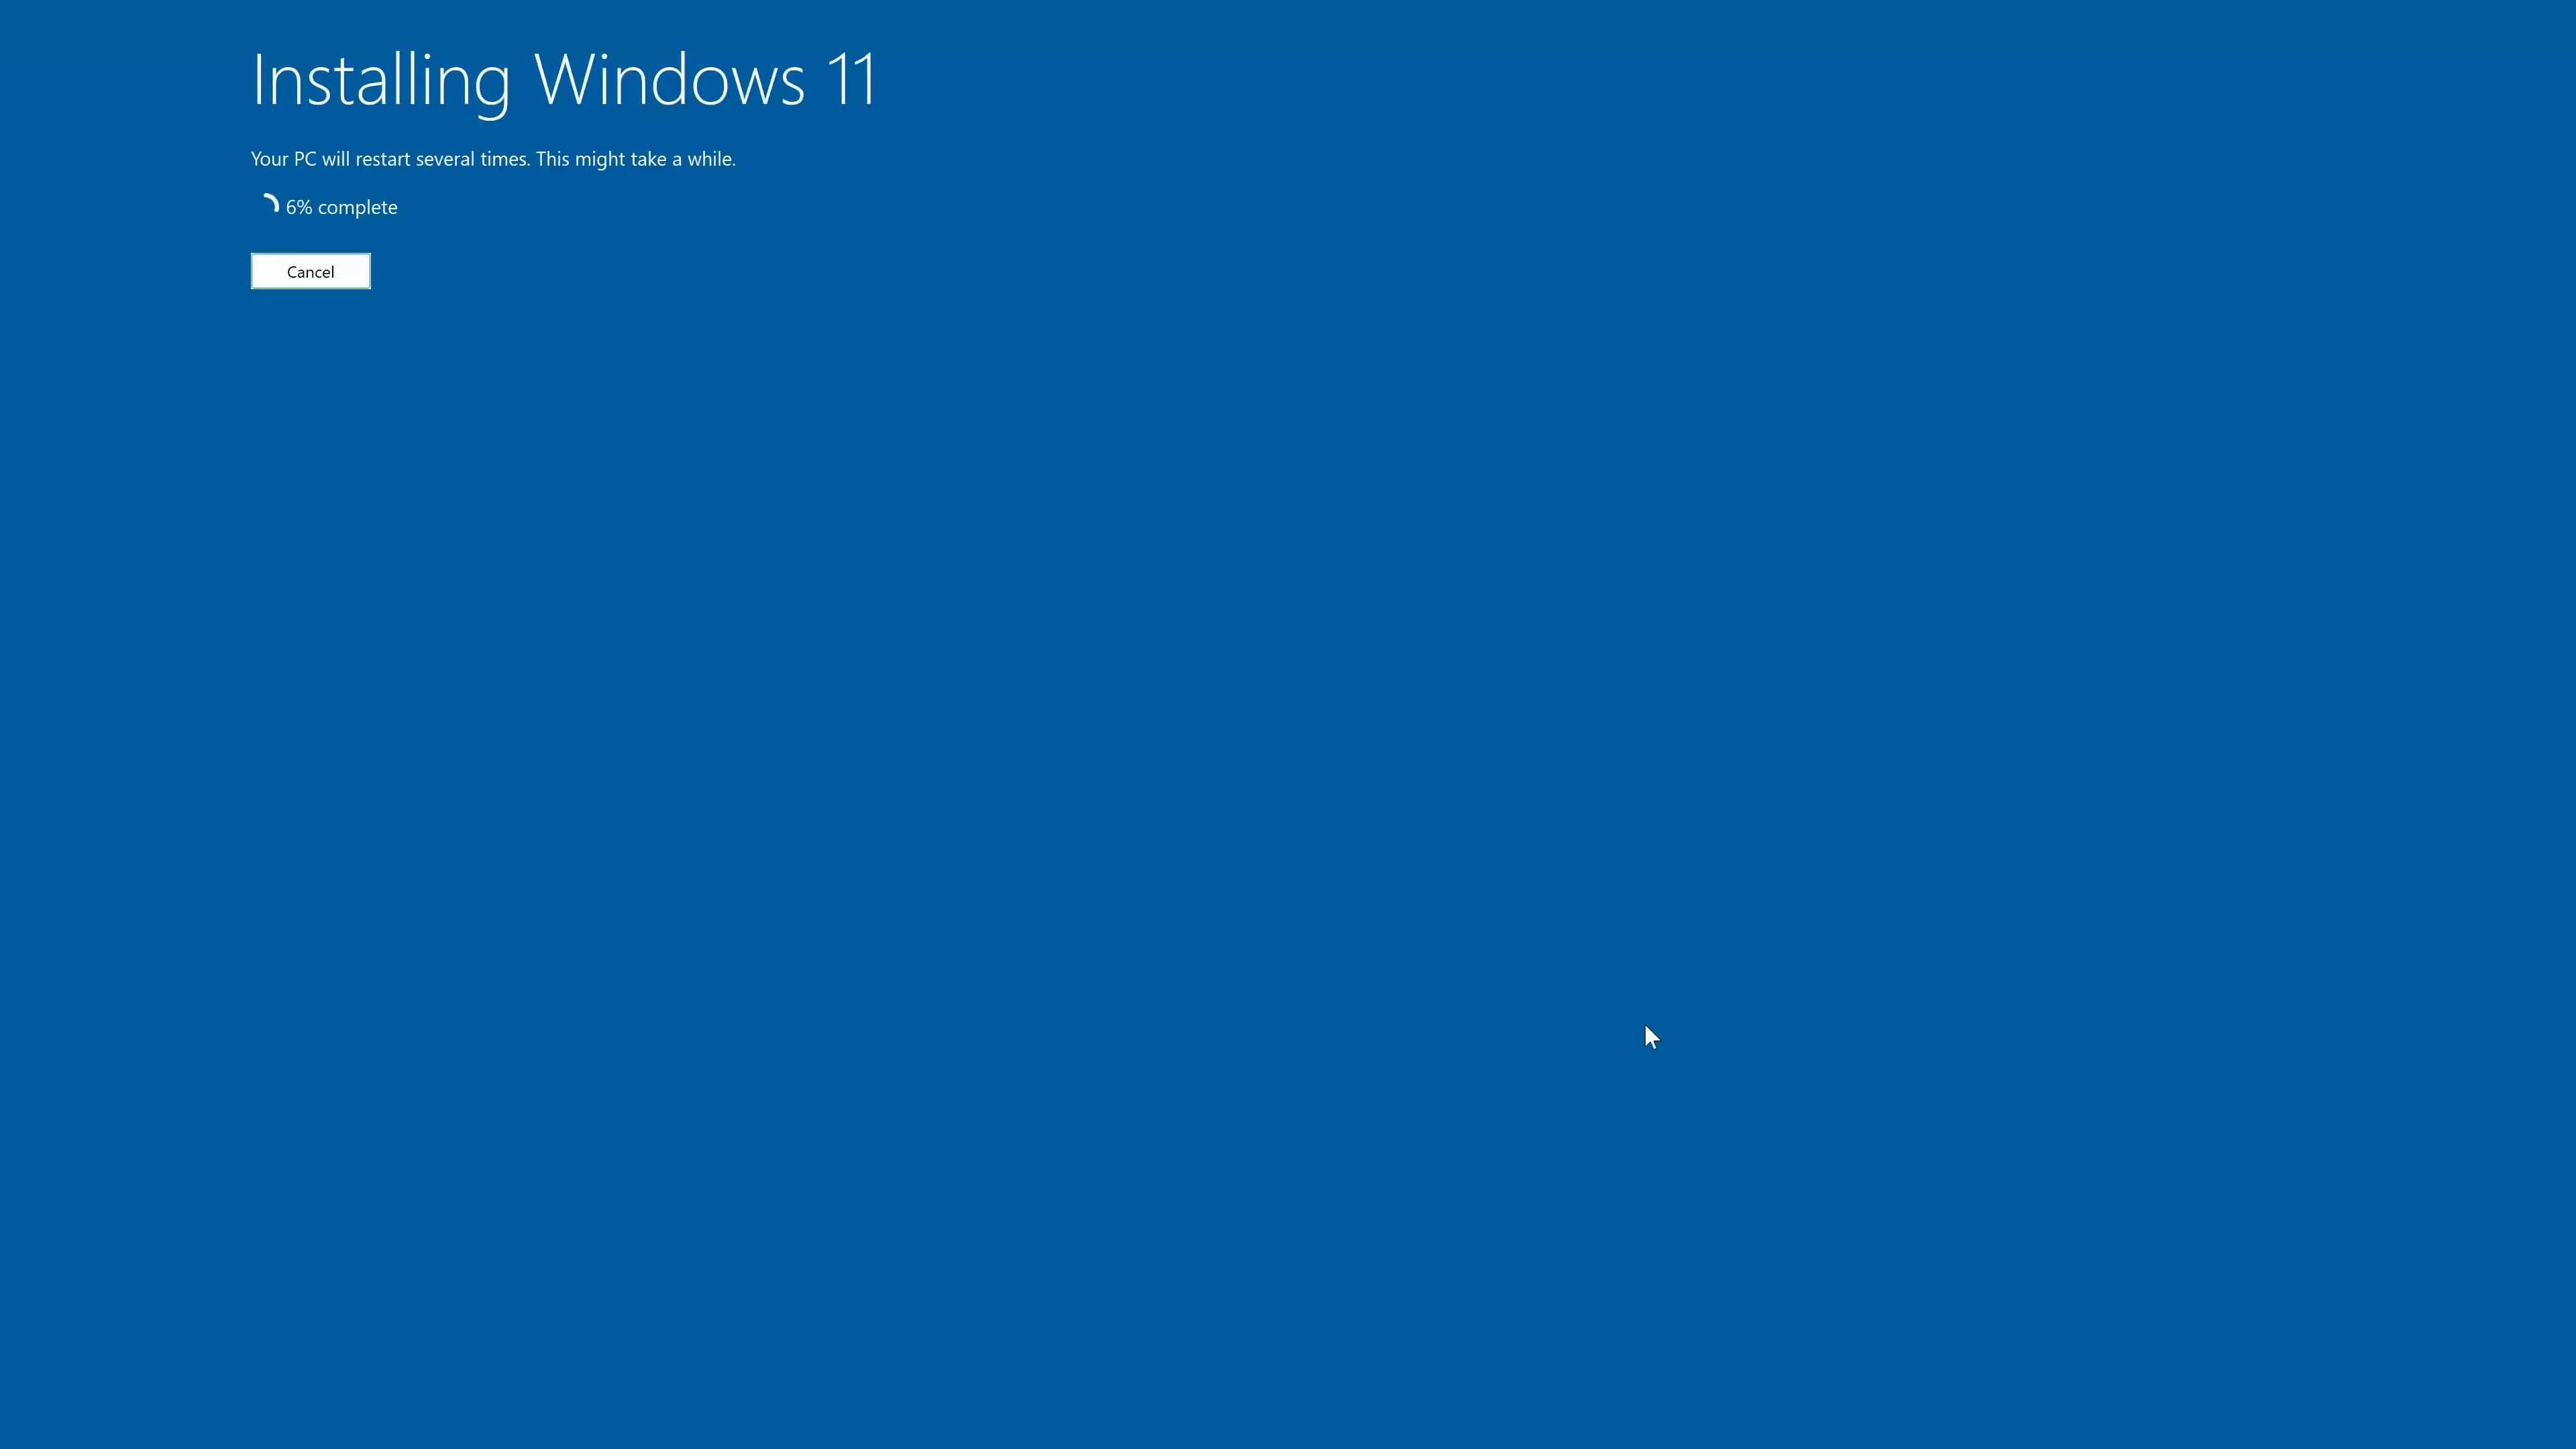 Installing Windows 11
Your PC will restart several times. This might take a while.
6% complete
Cancel